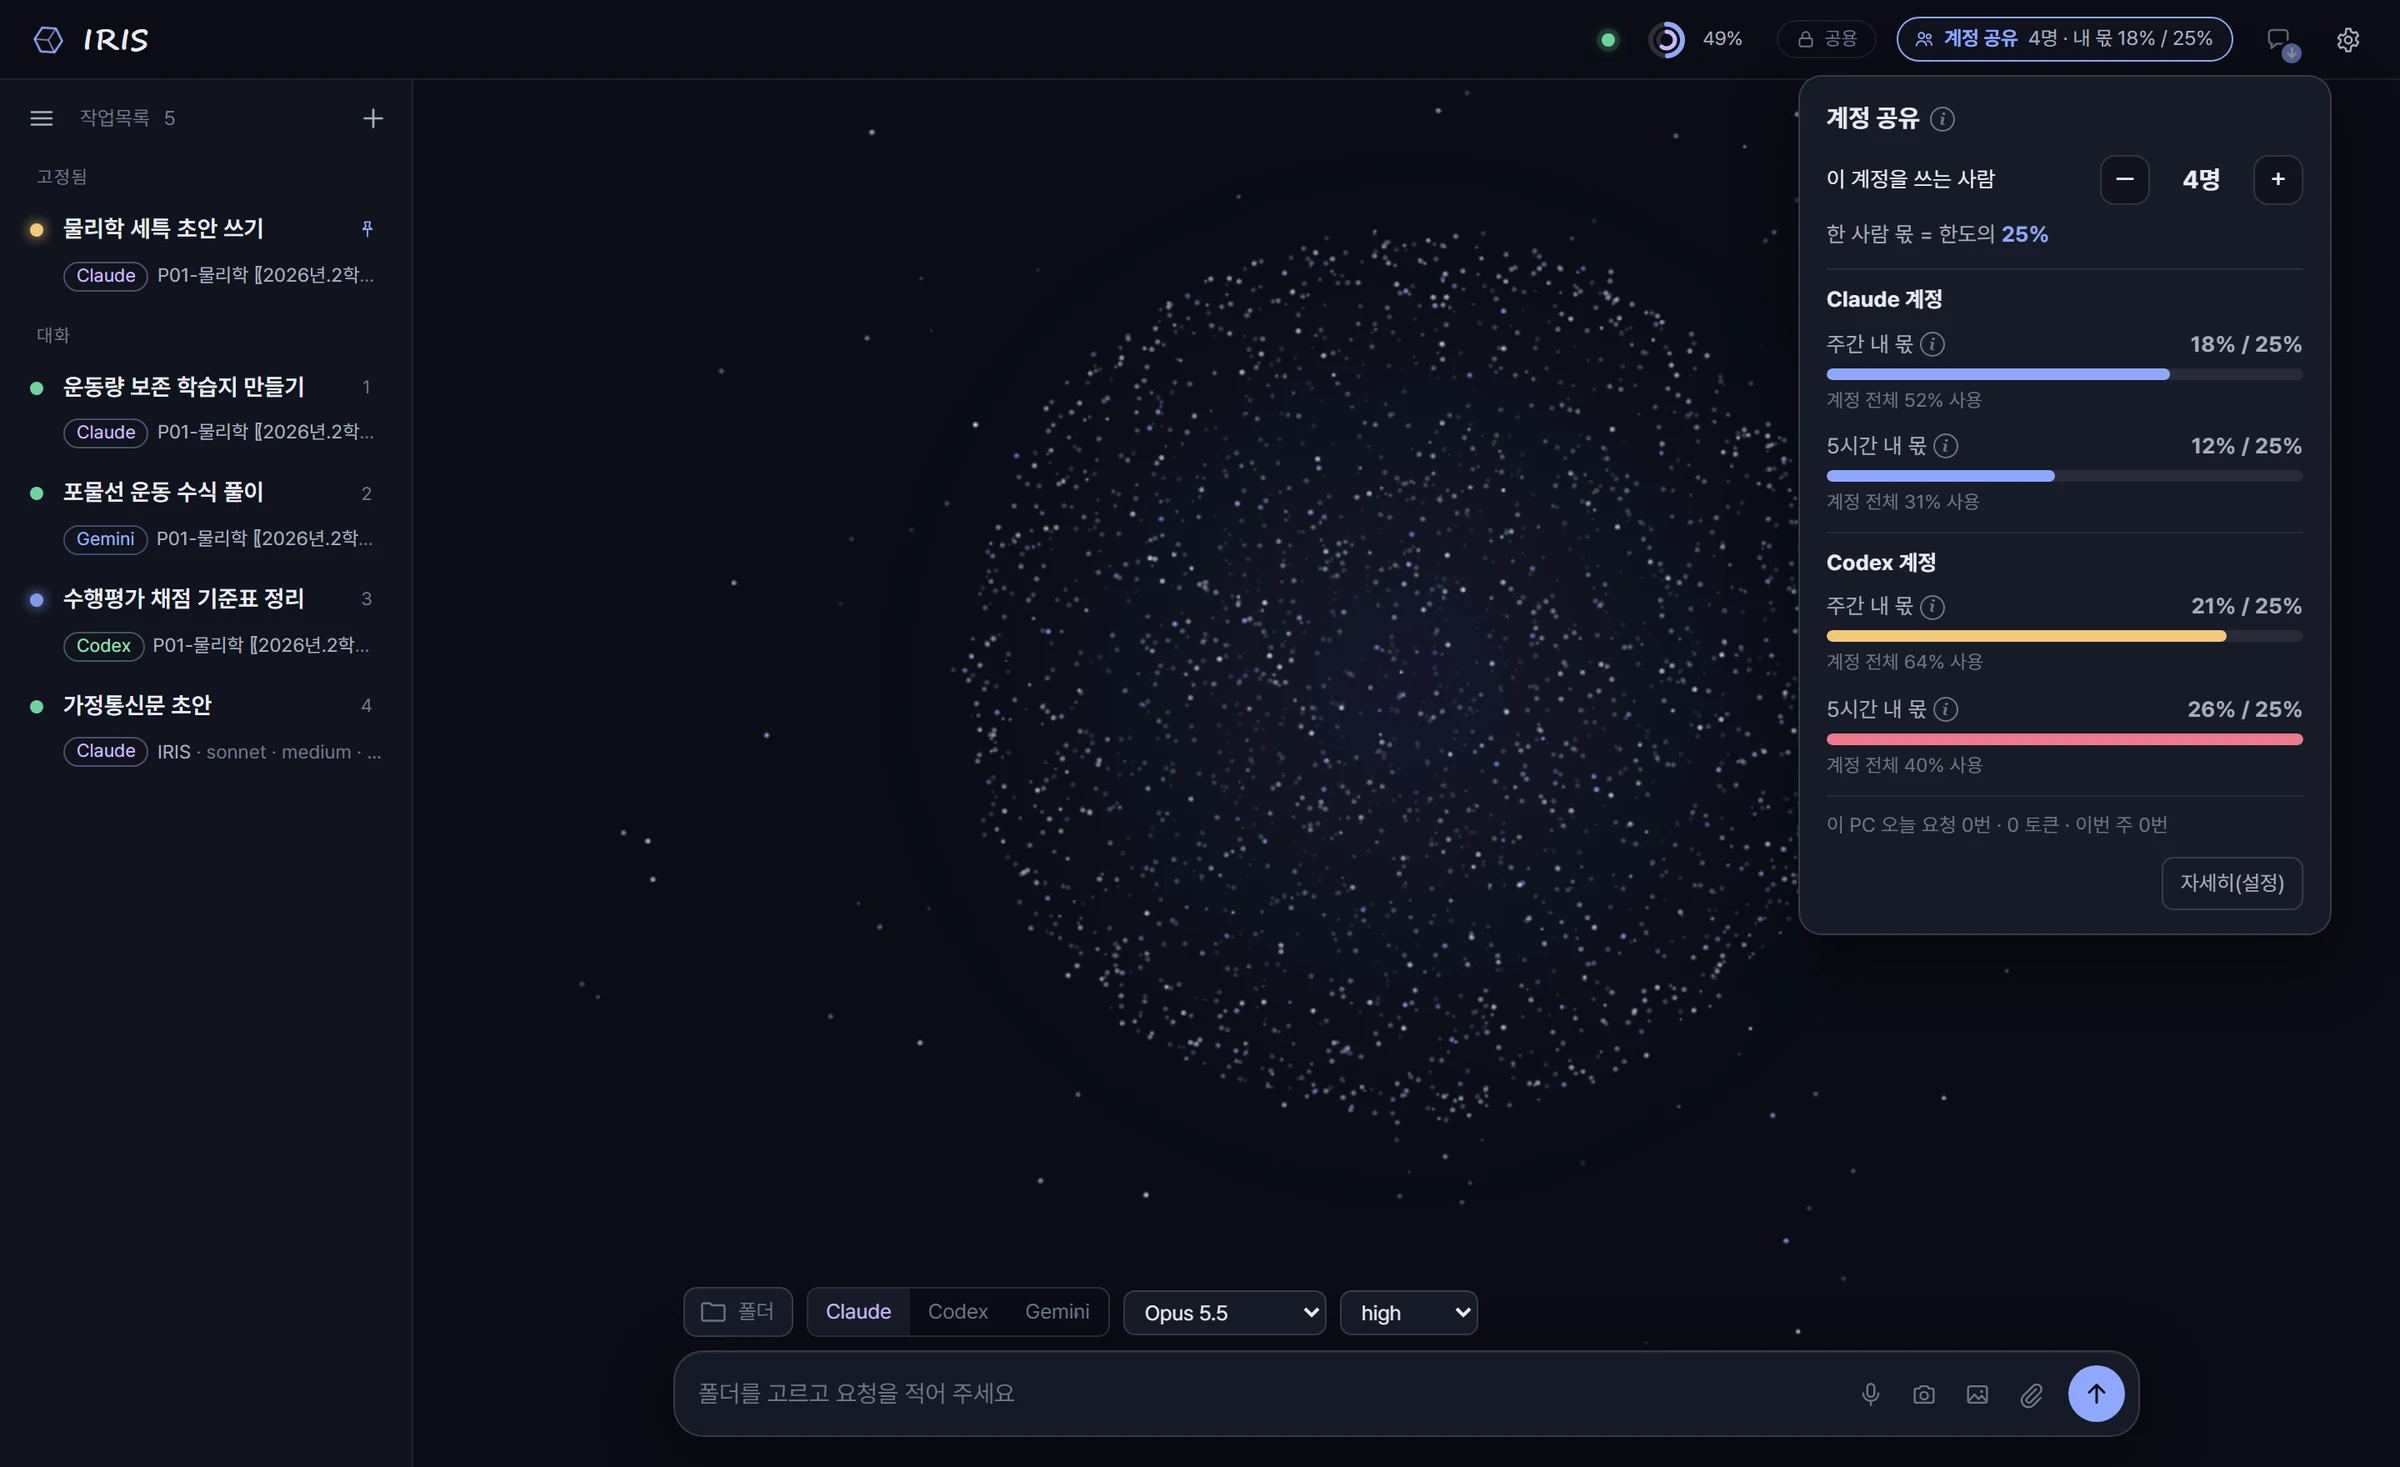 IRIS
49%
공용
계정 공유 4명 · 내 몫 18% / 25%
작업목록 5
고정됨
물리학 세특 초안 쓰기
Claude P01-물리학 〖2026년.2학...
대화
운동량 보존 학습지 만들기 1
Claude P01-물리학 〖2026년.2학...
포물선 운동 수식 풀이 2
Gemini P01-물리학 〖2026년.2학...
수행평가 채점 기준표 정리 3
Codex P01-물리학 〖2026년.2학...
가정통신문 초안 4
Claude IRIS · sonnet · medium · ...
계정 공유
이 계정을 쓰는 사람 − 4명 +
한 사람 몫 = 한도의 25%
Claude 계정
주간 내 몫 18% / 25%
계정 전체 52% 사용
5시간 내 몫 12% / 25%
계정 전체 31% 사용
Codex 계정
주간 내 몫 21% / 25%
계정 전체 64% 사용
5시간 내 몫 26% / 25%
계정 전체 40% 사용
이 PC 오늘 요청 0번 · 0 토큰 · 이번 주 0번
자세히(설정)
폴더 Claude Codex Gemini Opus 5.5 high
폴더를 고르고 요청을 적어 주세요